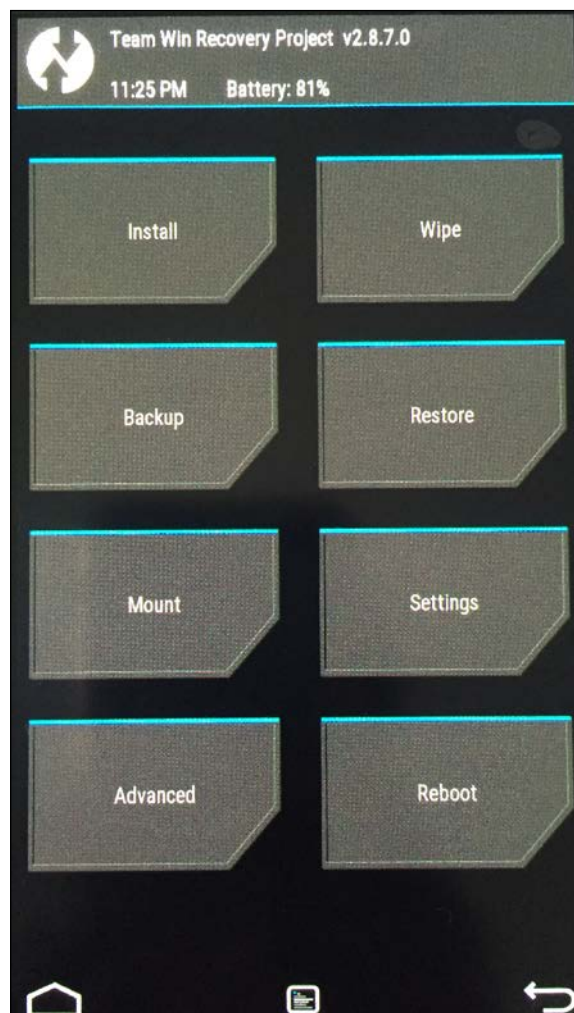 Team Win Recovery Project v2.8.7.0
11:25 PM Battery: 81%
Install Wipe
Backup Restore
Mount Settings
Advanced Reboot